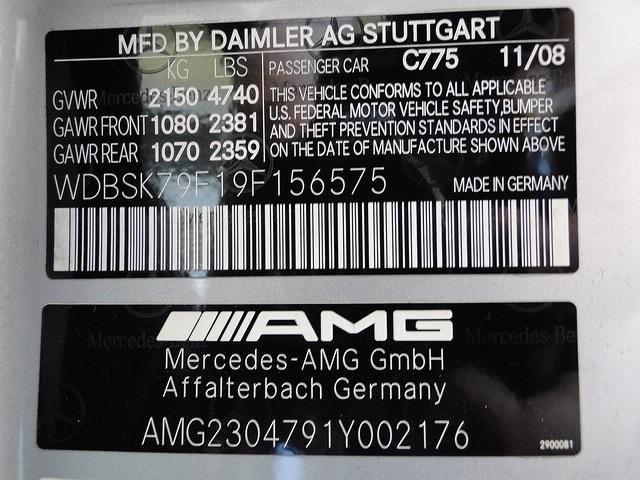 MFD BY DAIMLER AG STUTTGART
KG LBS PASSENGER CAR C775 11/08
GVWR 2150 4740
GAWR FRONT 1080 2381
GAWR REAR 1070 2359
THIS VEHICLE CONFORMS TO ALL APPLICABLE
U.S. FEDERAL MOTOR VEHICLE SAFETY, BUMPER
AND THEFT PREVENTION STANDARDS IN EFFECT
ON THE DATE OF MANUFACTURE SHOWN ABOVE
WDBSK79F19F156575 MADE IN GERMANY
AMG
Mercedes-Benz
Mercedes-AMG GmbH
Affalterbach Germany
AMG2304791Y002176
2900081